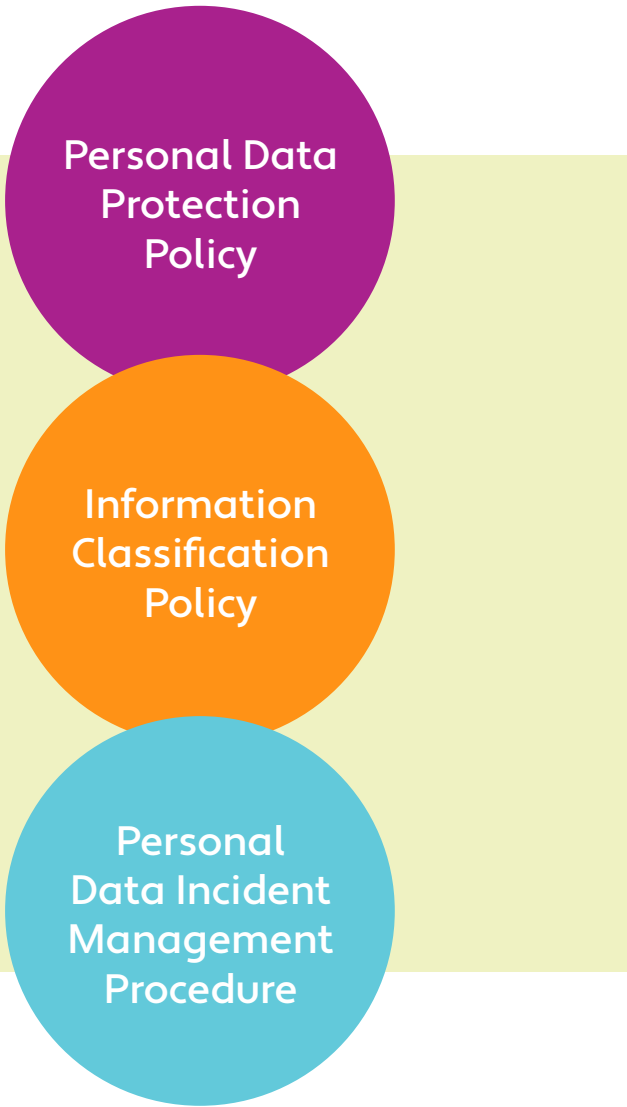 Personal Data
Protection
Policy
Information
Classification
Policy
Personal
Data Incident
Management
Procedure